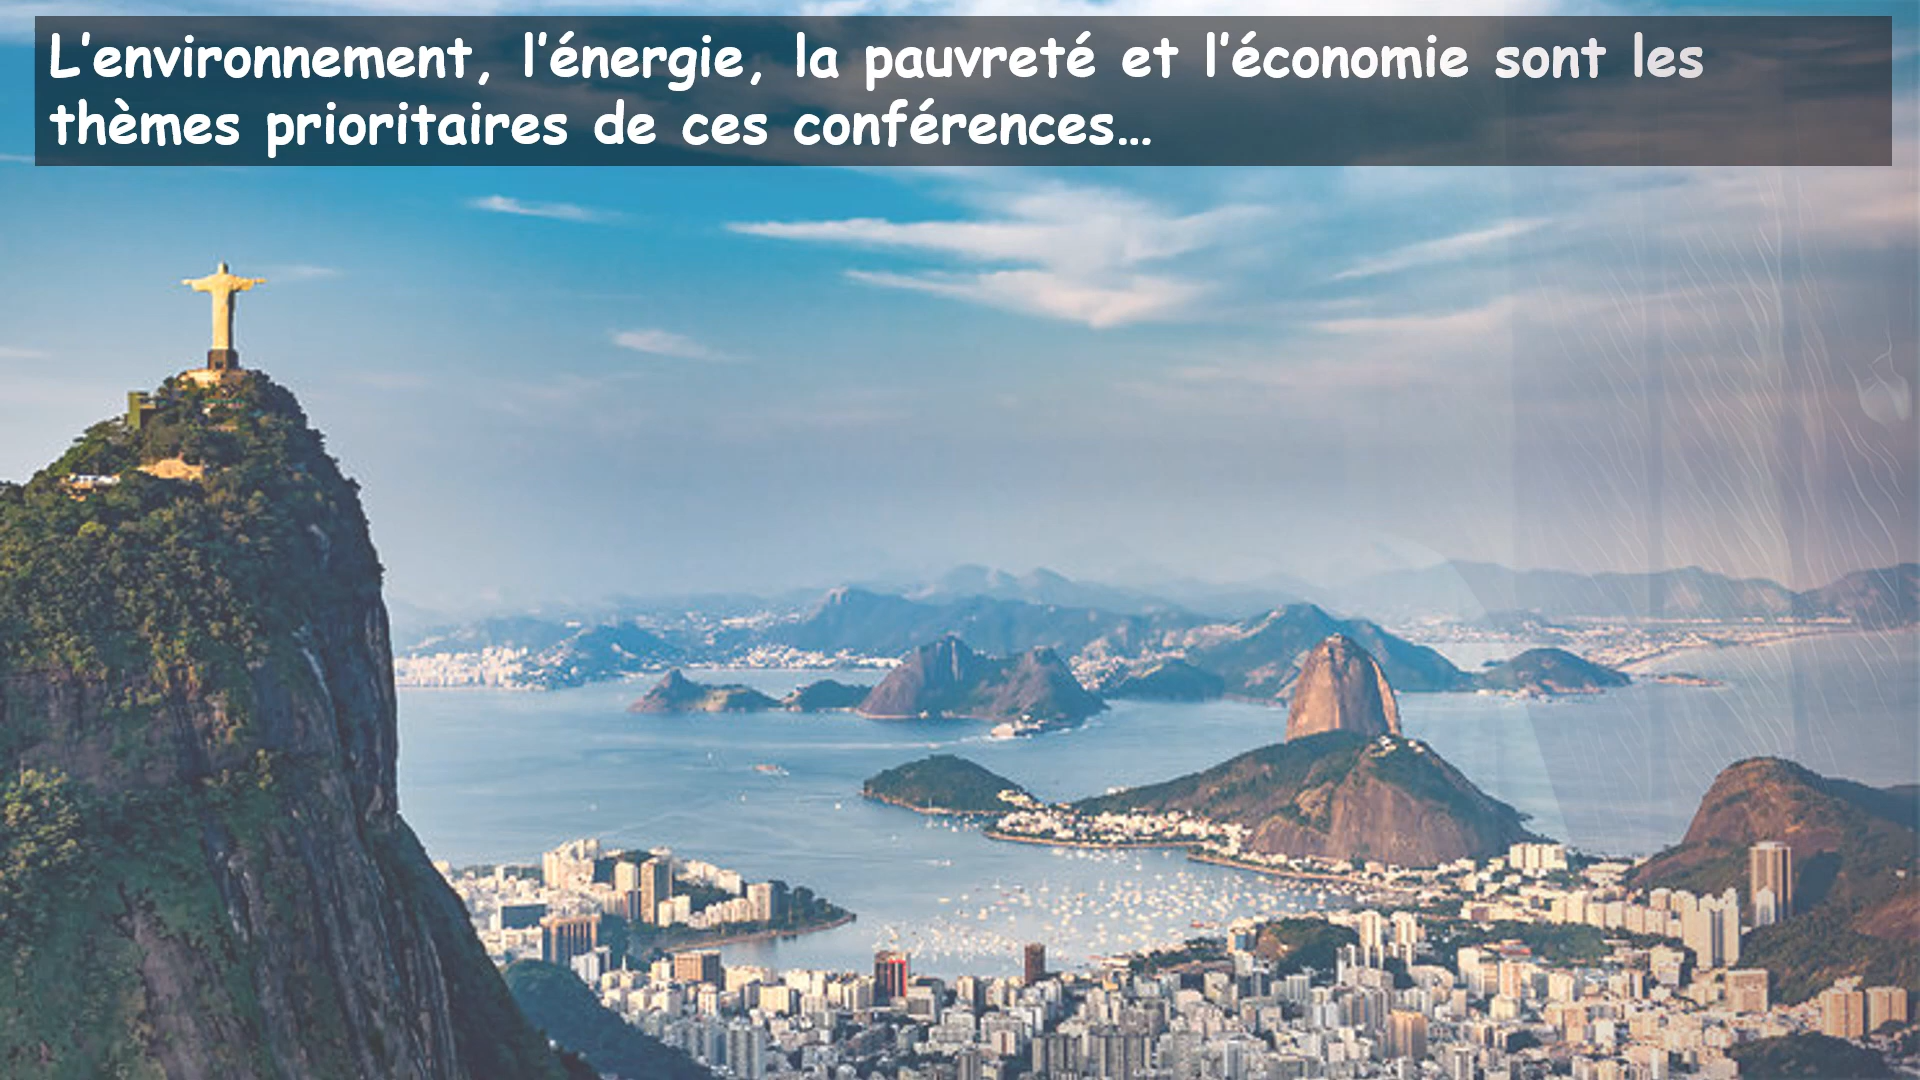 L'environnement, l'énergie, la pauvreté et l'économie sont les
thèmes prioritaires de ces conférences…